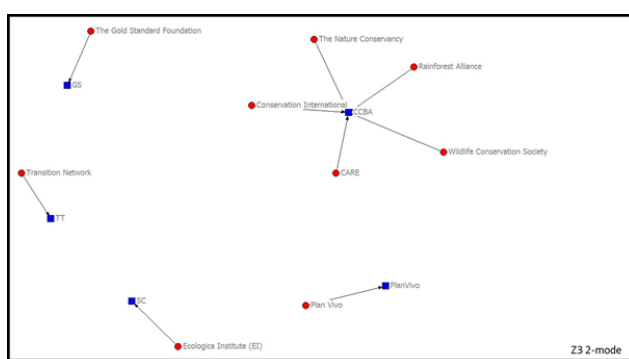 The Gold Standard Foundation
The Nature Conservancy
Rainforest Alliance
GS
Conservation International
CCBA
Wildlife Conservation Society
Transition Network
CARE
TT
PlanVivo
SC
Plan Vivo
Ecologica Institute (EI)
Z3 2-mode